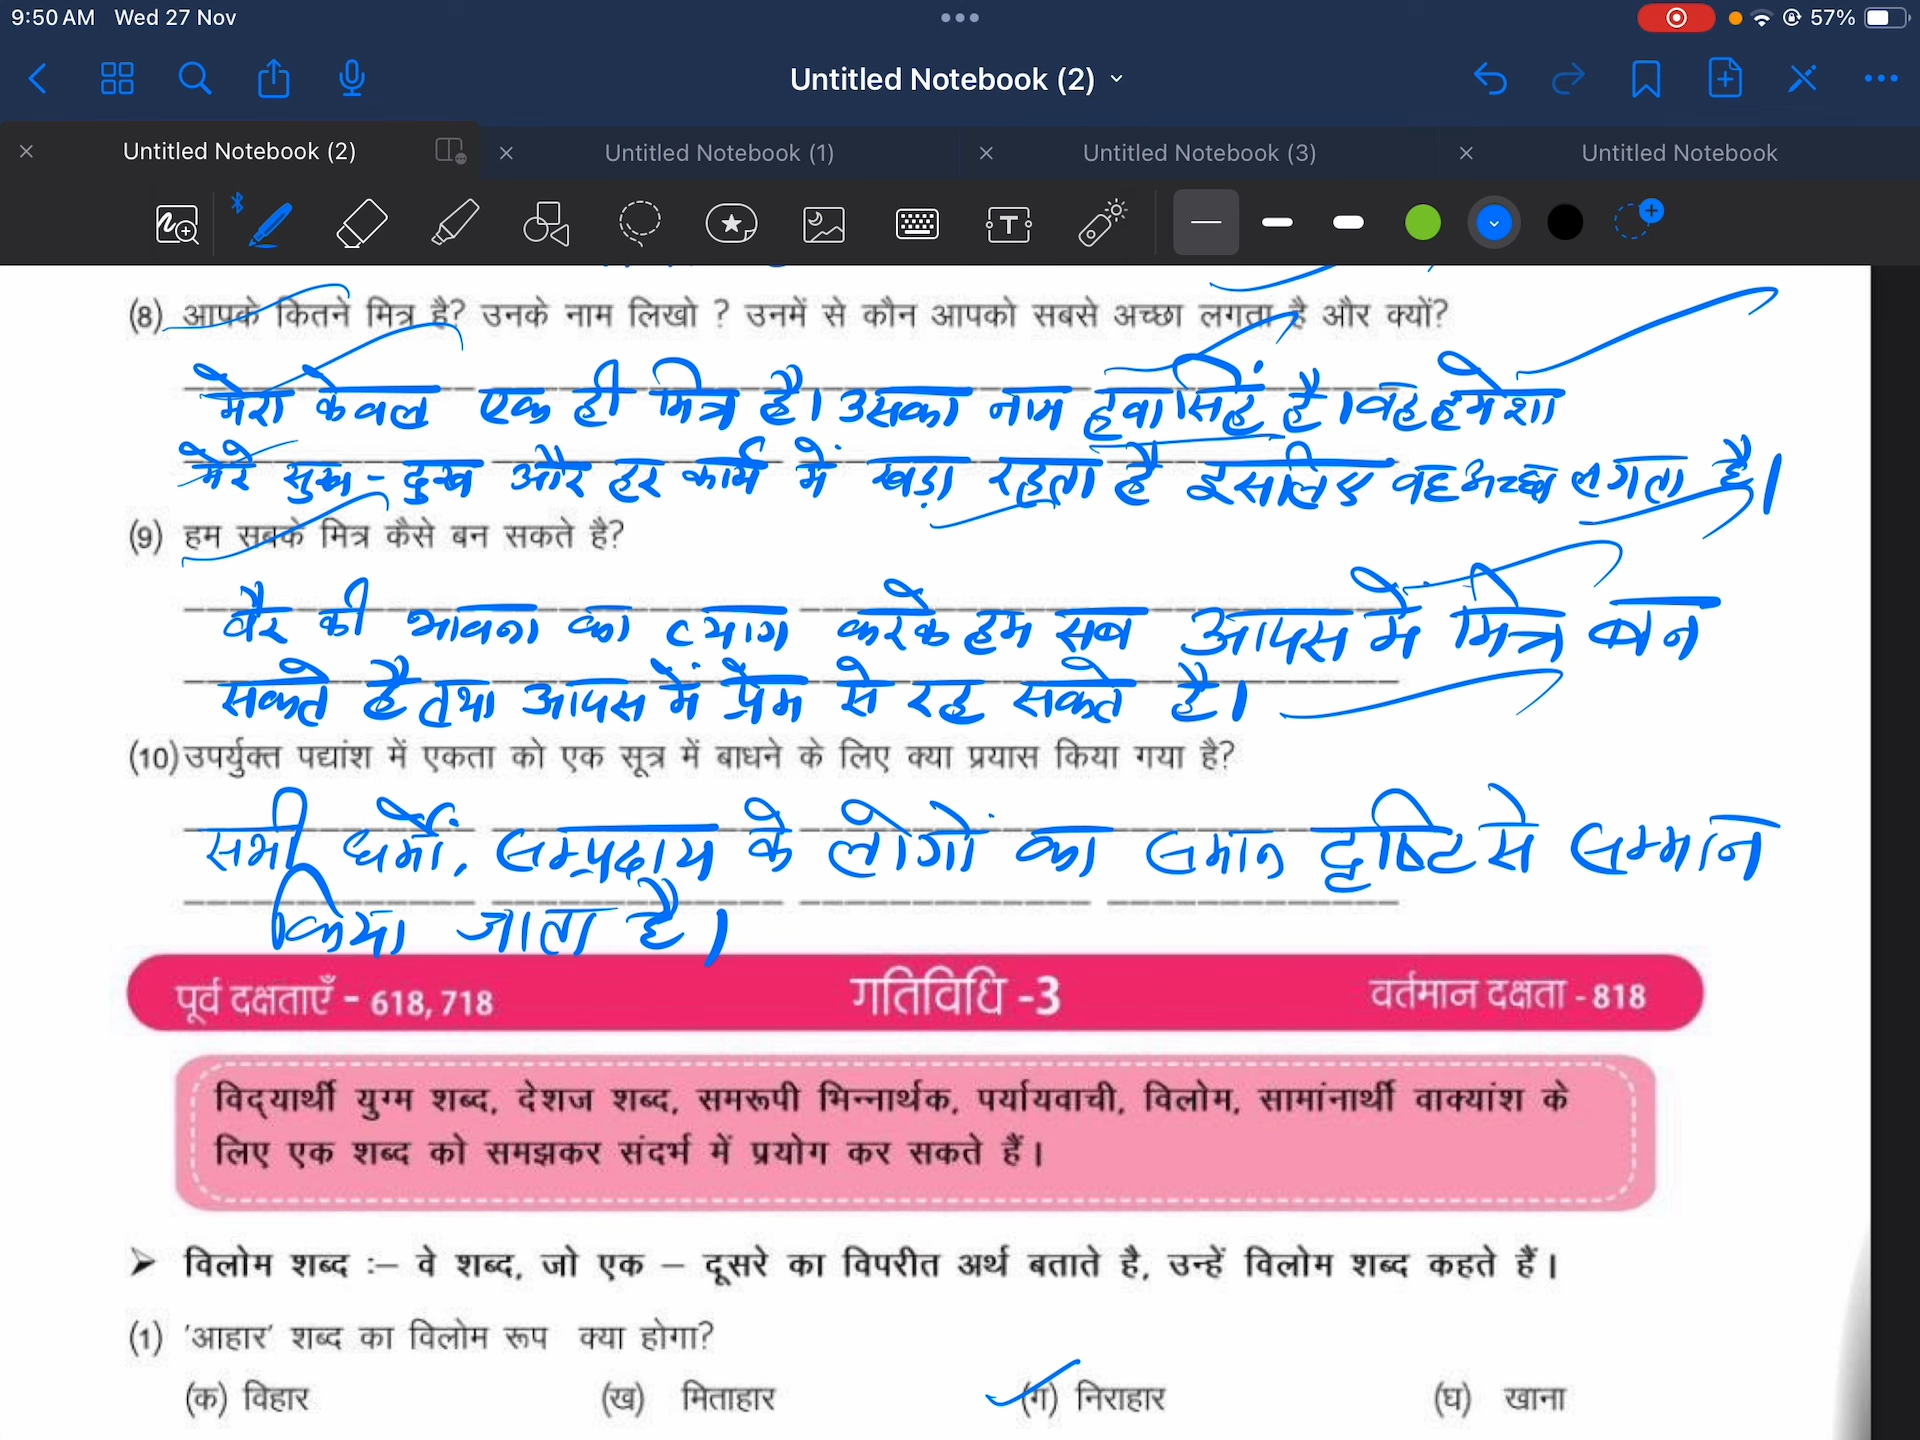 9:50 AM Wed 27 Nov
57%
Untitled Notebook (2)
Untitled Notebook (2)
Untitled Notebook (1)
Untitled Notebook (3)
Untitled Notebook
(8) आपके कितने मित्र है? उनके नाम लिखो ? उनमें से कौन आपको सबसे अच्छा लगता है और क्यों?
मेरा केवल एक ही मित्र है। उसका नाम हवासिंह है। वह हमेशा
मेरे सुख - दुख और हर कार्य में खड़ा रहता है इसलिए वह अच्छा लगता है।
(9) हम सबके मित्र कैसे बन सकते है?
वैर की भावना का त्याग करके हम सब आपस में मित्र बन
सकते है तथा आपस में प्रेम से रह सकते है।
(10) उपर्युक्त पद्यांश में एकता को एक सूत्र में बाधने के लिए क्या प्रयास किया गया है?
सभी धर्मों, सम्प्रदाय के लोगों का समान दृष्टि से सम्मान
किया जाता है।
पूर्व दक्षताएँ - 618, 718
गतिविधि -3
वर्तमान दक्षता - 818
विद्यार्थी युग्म शब्द, देशज शब्द, समरूपी भिन्नार्थक, पर्यायवाची, विलोम, सामांनार्थी वाक्यांश के
लिए एक शब्द को समझकर संदर्भ में प्रयोग कर सकते हैं।
➤ विलोम शब्द :– वे शब्द, जो एक – दूसरे का विपरीत अर्थ बताते है, उन्हें विलोम शब्द कहते हैं।
(1) 'आहार' शब्द का विलोम रूप क्या होगा?
(क) विहार (ख) मिताहार (ग) निराहार (घ) खाना